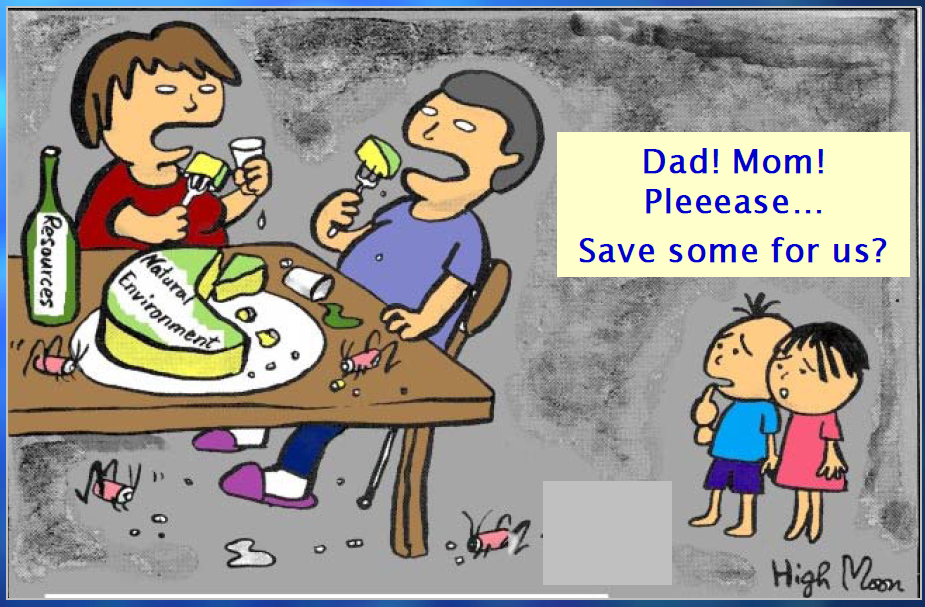 Dad! Mom!
Pleeease...
Save some for us?
Resources
Natural
Environment
High Moon